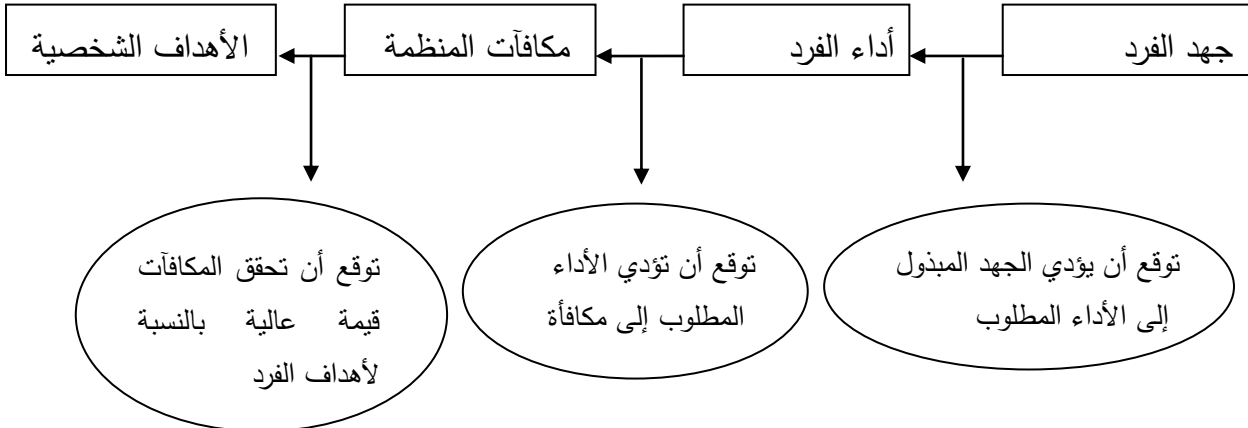 جهد الفرد
أداء الفرد
مكافآت المنظمة
الأهداف الشخصية
توقع أن يؤدي الجهد المبذول
إلى الأداء المطلوب
توقع أن تؤدي الأداء
المطلوب إلى مكافأة
توقع أن تحقق المكافآت
قيمة عالية بالنسبة
لأهداف الفرد